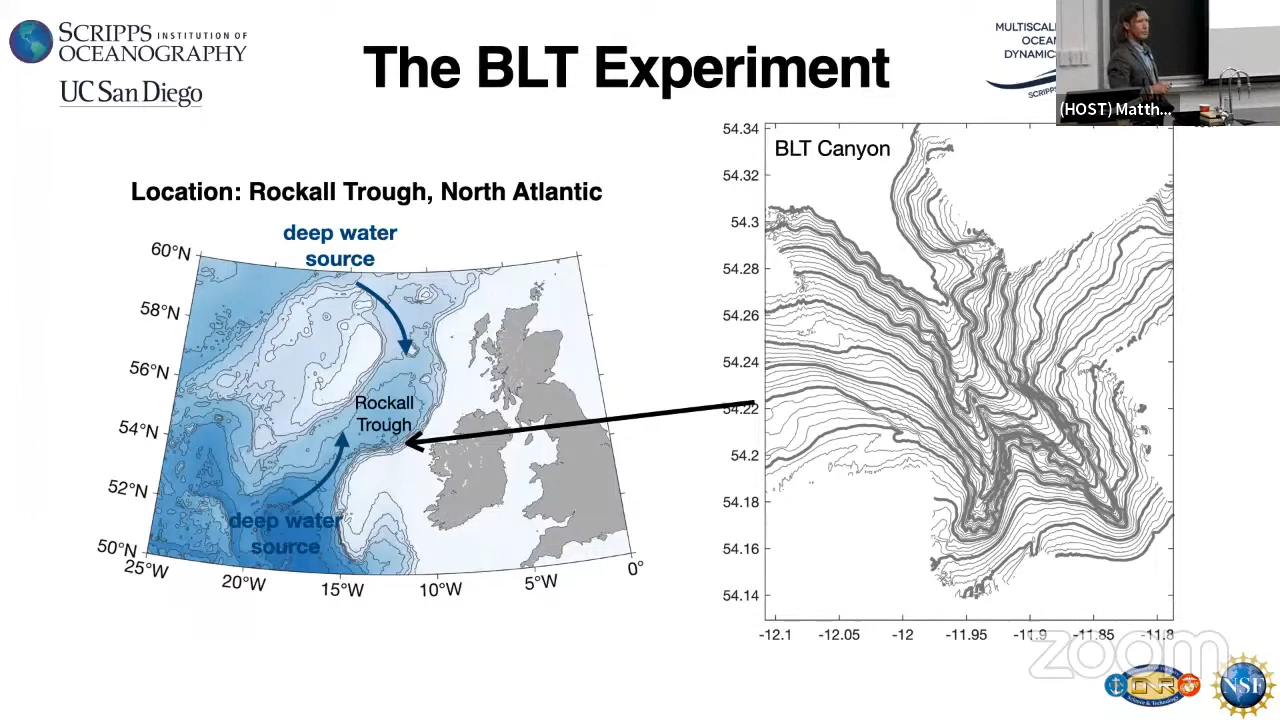 SCRIPPS INSTITUTION OF
OCEANOGRAPHY
UC San Diego
The BLT Experiment
MULTISCAL
OCEAN
DYNAMICS
SCRIPPS
(HOST) Matth...
Location: Rockall Trough, North Atlantic
deep water
source
60°N
58°N
56°N
54°N
52°N
50°N
Rockall
Trough
deep water
source
25°W
20°W
15°W
10°W
5°W
0°
BLT Canyon
54.34
54.32
54.3
54.28
54.26
54.24
54.22
54.2
54.18
54.16
54.14
-12.1
-12.05
-12
-11.95
-11.9
-11.85
-11.8
zoom
ONR
Science & Technology
NSF